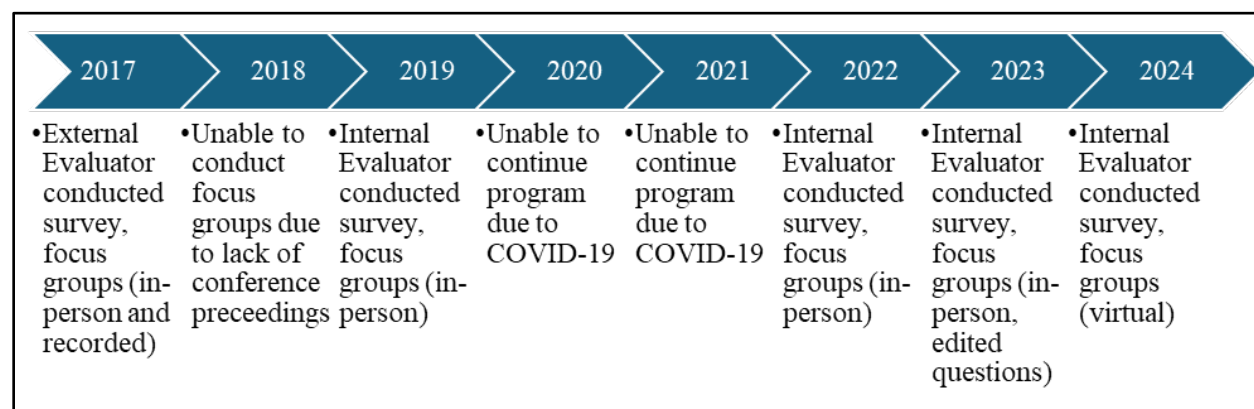 2017
2018
2019
2020
2021
2022
2023
2024
•External
Evaluator
conducted
survey,
focus
groups (in-
person and
recorded)
•Unable to
conduct
focus
groups due
to lack of
conference
preceedings
•Internal
Evaluator
conducted
survey,
focus
groups (in-
person)
•Unable to
continue
program
due to
COVID-19
•Unable to
continue
program
due to
COVID-19
•Internal
Evaluator
conducted
survey,
focus
groups (in-
person)
•Internal
Evaluator
conducted
survey,
focus
groups (in-
person,
edited
questions)
•Internal
Evaluator
conducted
survey,
focus
groups
(virtual)